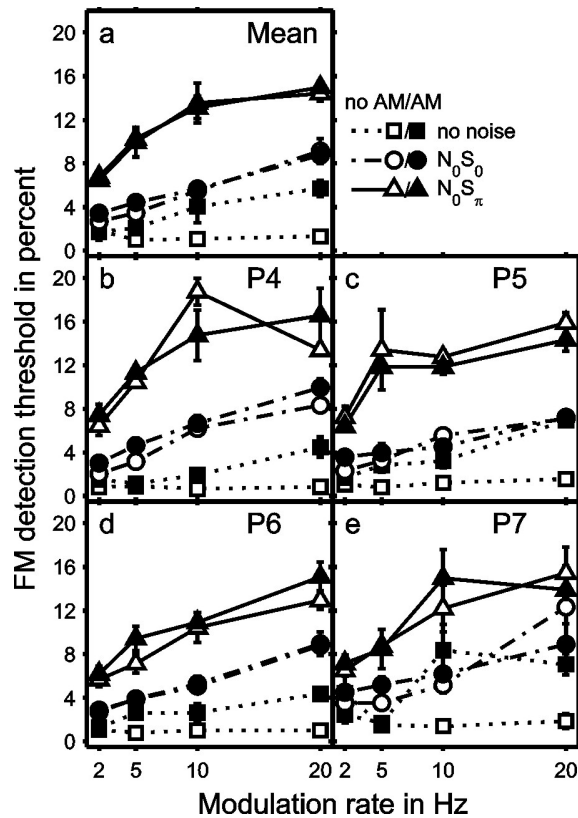 a Mean
20
16
12
8
4
0
no AM/AM
no noise
N₀S₀
N₀Sπ
b P4
20
16
12
8
4
0
c P5
d P6
20
16
12
8
4
0
e P7
2 5 10 20
2 5 10 20
FM detection threshold in percent
Modulation rate in Hz